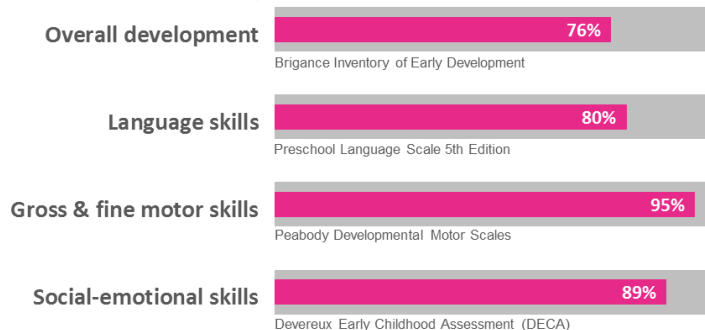 Overall development
76%
Brigance Inventory of Early Development
Language skills
80%
Preschool Language Scale 5th Edition
Gross & fine motor skills
95%
Peabody Developmental Motor Scales
Social-emotional skills
89%
Devereux Early Childhood Assessment (DECA)